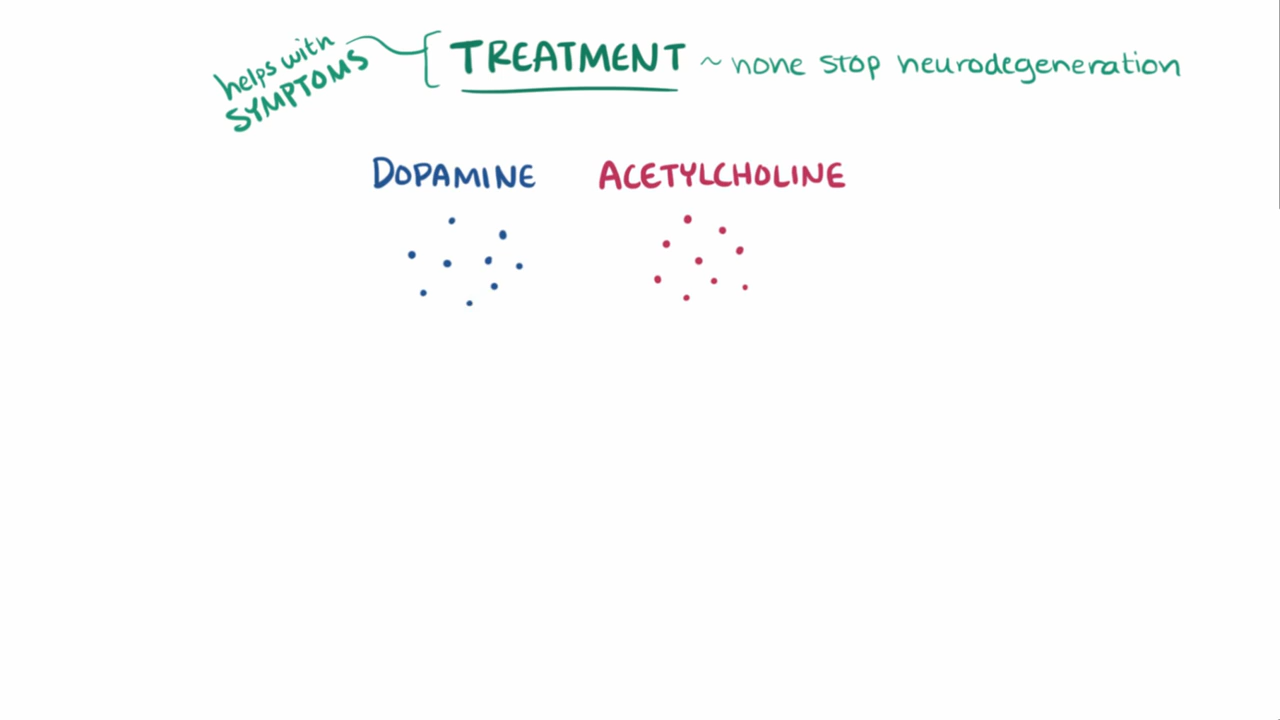 helps with
SYMPTOMS
TREATMENT ~ none stop neurodegeneration
DOPAMINE ACETYLCHOLINE